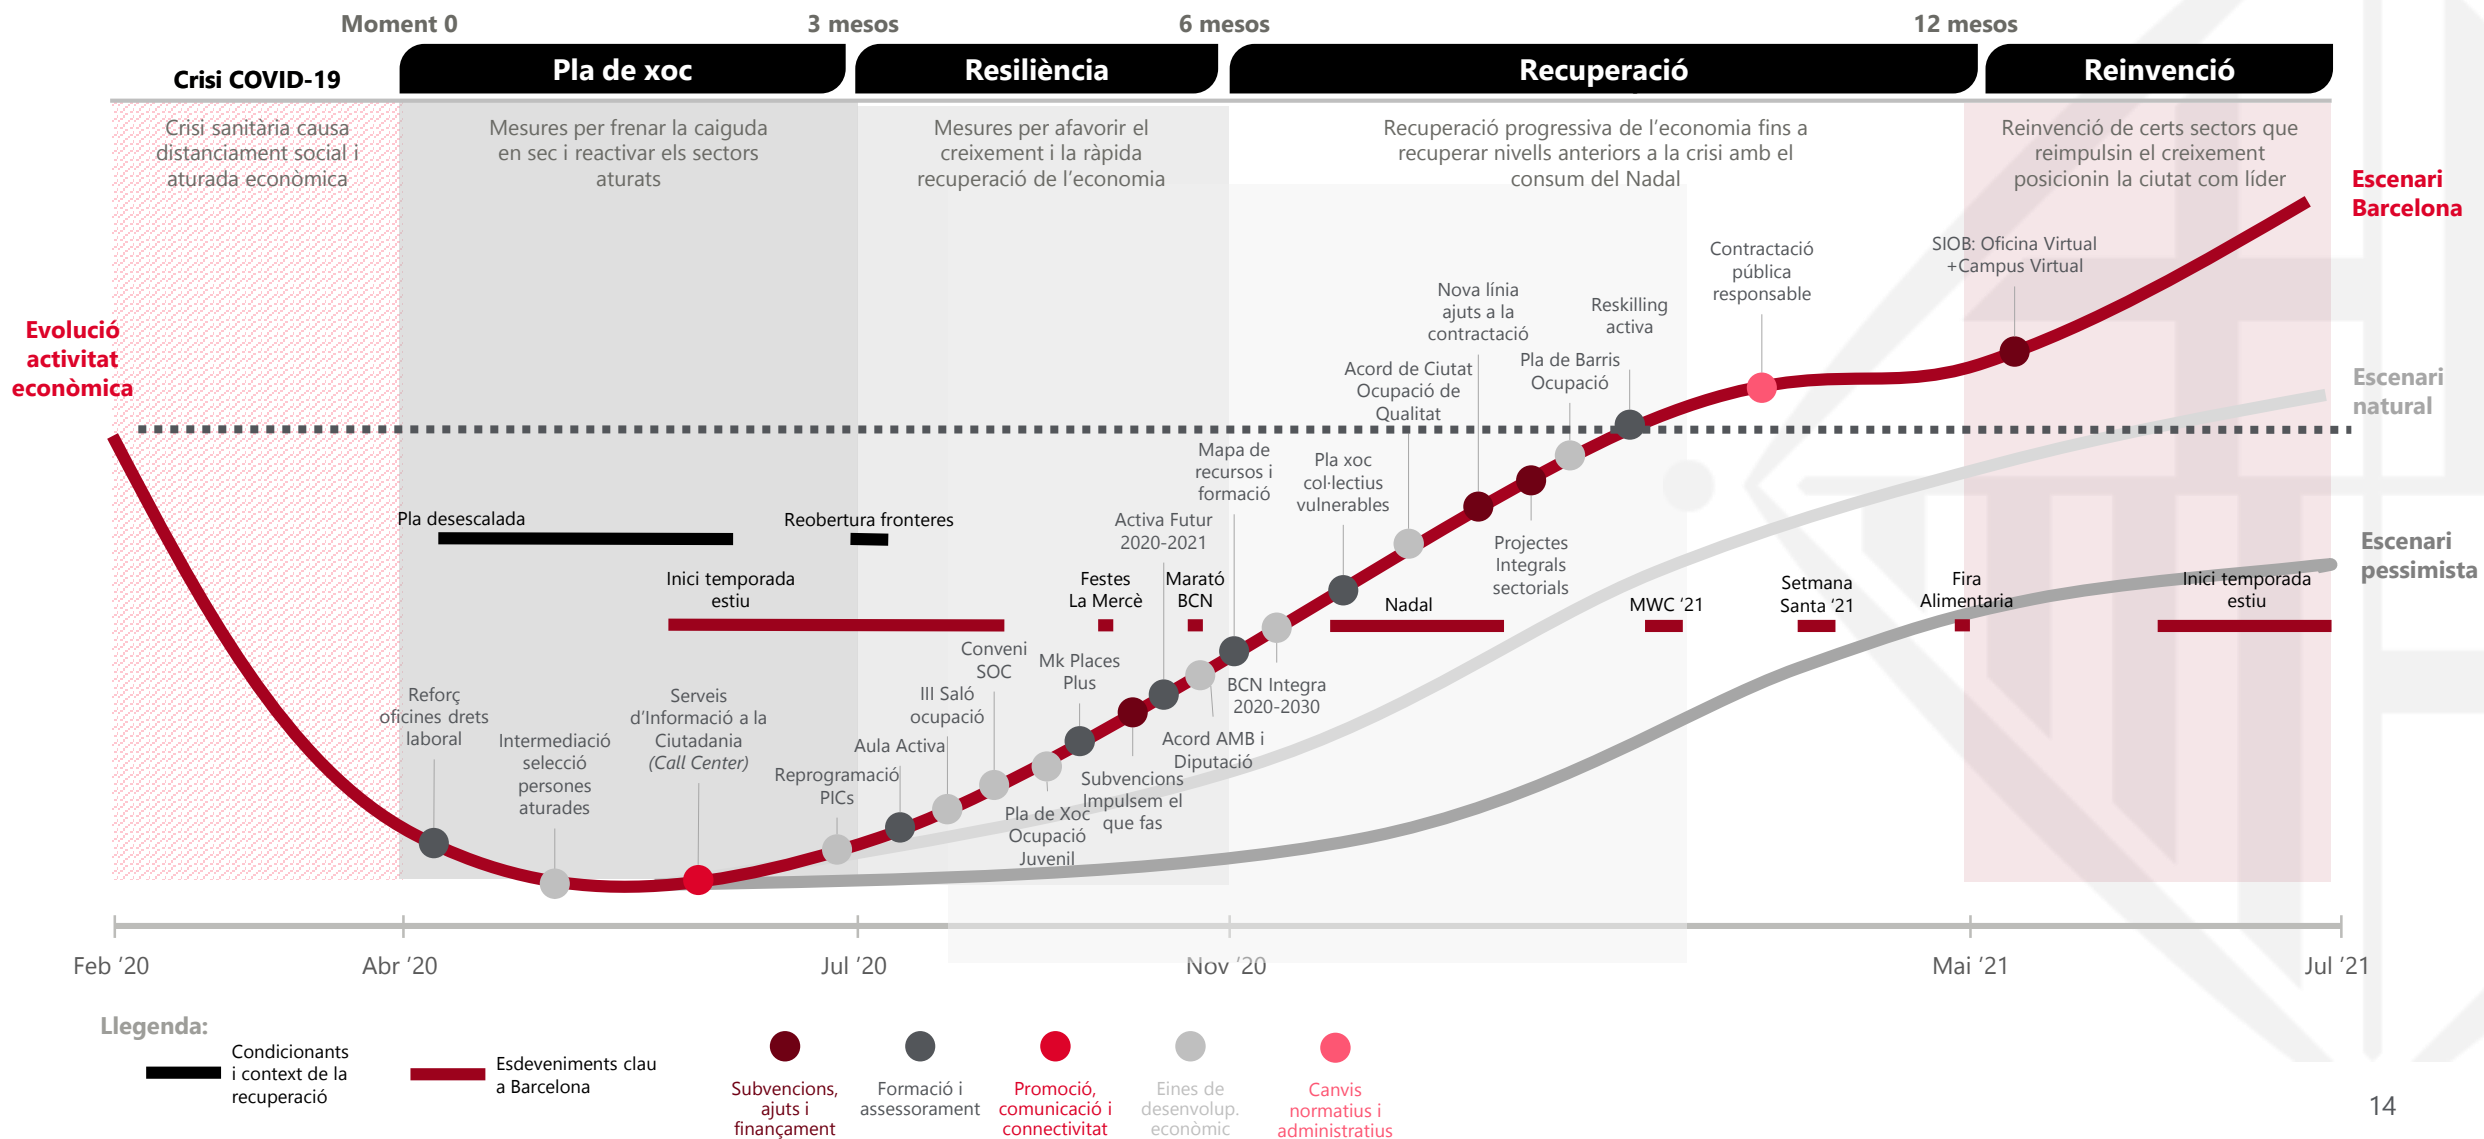 Moment 0
3 mesos
6 mesos
12 mesos
Crisi COVID-19
Pla de xoc
Resiliència
Recuperació
Reinvenció
Crisi sanitària causa
distanciament social i
aturada econòmica
Mesures per frenar la caiguda
en sec i reactivar els sectors
aturats
Mesures per afavorir el
creixement i la ràpida
recuperació de l'economia
Recuperació progressiva de l'economia fins a
recuperar nivells anteriors a la crisi amb el
consum del Nadal
Reinvenció de certs sectors que
reimpulsin el creixement
posicionin la ciutat com líder
Escenari
Barcelona
Evolució
activitat
econòmica
Escenari
natural
Escenari
pessimista
Contractació
pública
responsable
SIOB: Oficina Virtual
+Campus Virtual
Nova línia
ajuts a la
contractació
Reskilling
activa
Acord de Ciutat
Ocupació de
Qualitat
Pla de Barris
Ocupació
Mapa de
recursos i
formació
Pla xoc
col·lectius
vulnerables
Activa Futur
2020-2021
Projectes
Integrals
sectorials
Pla desescalada
Reobertura fronteres
Inici temporada
estiu
Festes
La Mercè
Marató
BCN
Nadal
MWC '21
Setmana
Santa '21
Fira
Alimentaria
Inici temporada
estiu
Reforç
oficines drets
laboral
Intermediació
selecció
persones
aturades
Serveis
d'Informació a la
Ciutadania
(Call Center)
Reprogramació
PICs
Aula Activa
III Saló
ocupació
Conveni
SOC
Mk Places
Plus
Pla de Xoc
Ocupació
Juvenil
Subvencions
Impulsem el
que fas
Acord AMB i
Diputació
BCN Integra
2020-2030
Feb '20
Abr '20
Jul '20
Nov '20
Mai '21
Jul '21
Llegenda:
Condicionants
i context de la
recuperació
Esdeveniments clau
a Barcelona
Subvencions,
ajuts i
finançament
Formació i
assessorament
Promoció,
comunicació i
connectivitat
Eines de
desenvolup.
econòmic
Canvis
normatius i
administratius
14